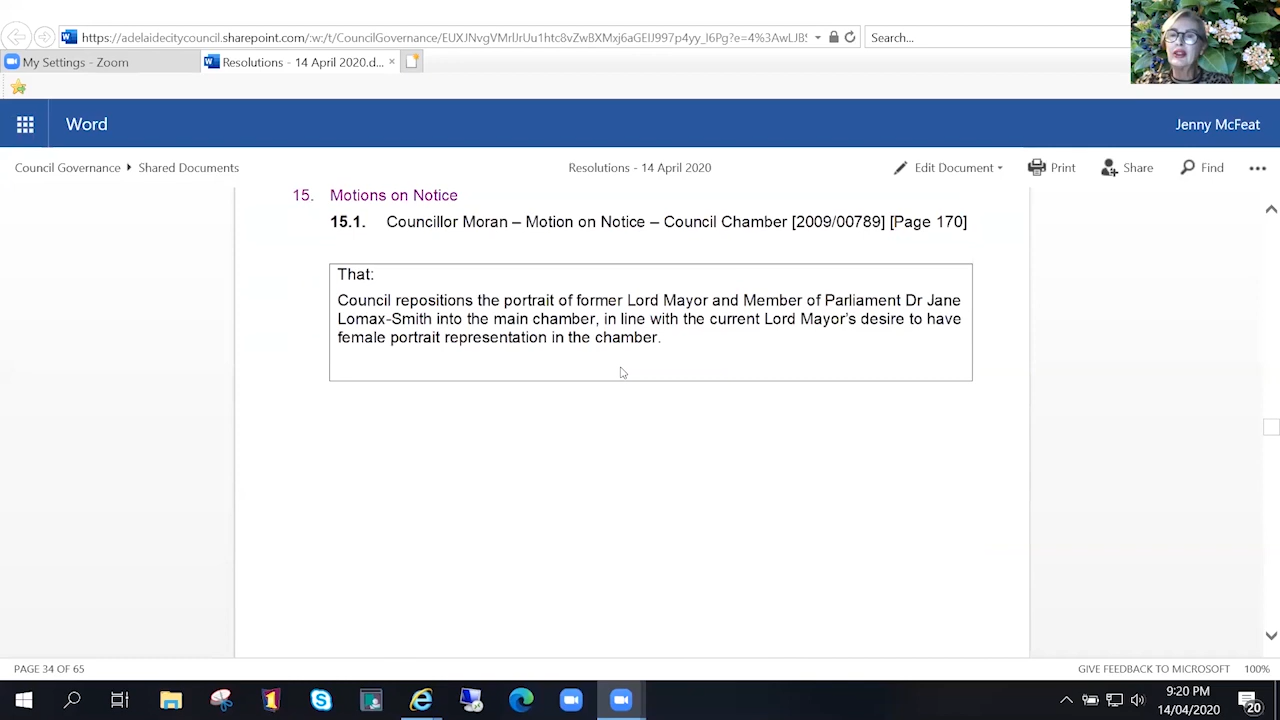 https://adelaidecitycouncil.sharepoint.com/:w:/t/CouncilGovernance/
Search...
My Settings - Zoom
Resolutions - 14 April 2020.d...
Word
Jenny McFeat
Council Governance
Shared Documents
Resolutions - 14 April 2020
Edit Document
Print
Share
Find
15. Motions on Notice
15.1. Councillor Moran – Motion on Notice – Council Chamber [2009/00789] [Page 170]
That:
Council repositions the portrait of former Lord Mayor and Member of Parliament Dr Jane
Lomax-Smith into the main chamber, in line with the current Lord Mayor's desire to have
female portrait representation in the chamber.
PAGE 34 OF 65
GIVE FEEDBACK TO MICROSOFT 100%
9:20 PM
14/04/2020
20